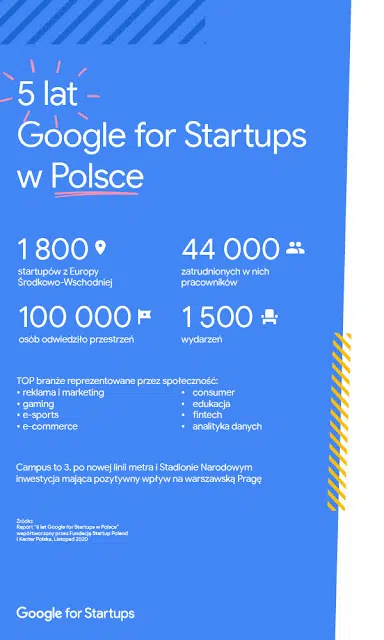 5 lat
Google for Startups
w Polsce
1 800
startupów z Europy
Środkowo-Wschodniej
44 000
zatrudnionych w nich
pracowników
100 000
osób odwiedziło przestrzeń
1 500
wydarzeń
TOP branże reprezentowane przez społeczność:
• reklama i marketing
• gaming
• e-sports
• e-commerce
• consumer
• edukacja
• fintech
• analityka danych
Campus to 3. po nowej linii metra i Stadionie Narodowym
inwestycja mająca pozytywny wpływ na warszawską Pragę
Źródło:
Raport "5 lat Google for Startups w Polsce"
współtworzony przez Fundację Startup Poland
i Kantar Polska, Listopad 2020
Google for Startups